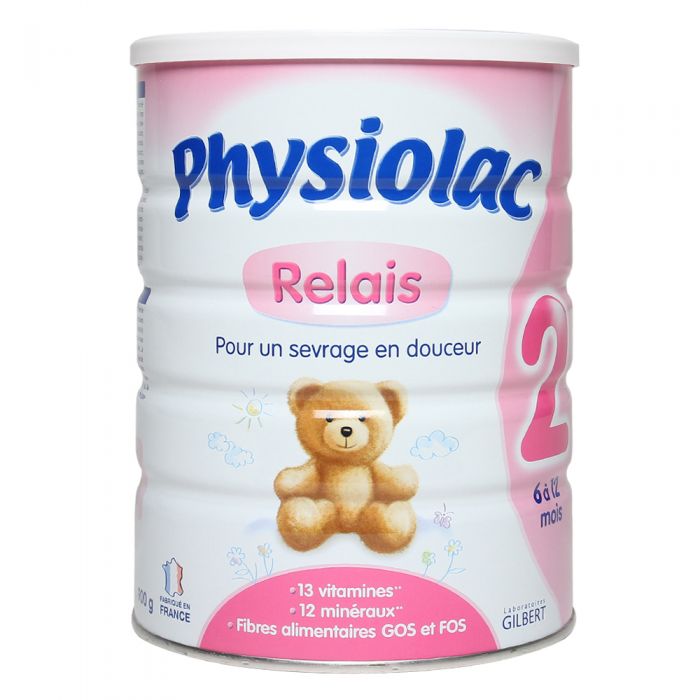 Physiolac
Relais
Pour un sevrage en douceur
2
6 à 12
mois
13 vitamines**
12 minéraux**
Fibres alimentaires GOS et FOS
FABRIQUÉ EN
FRANCE
900 g
Laboratoires
GILBERT